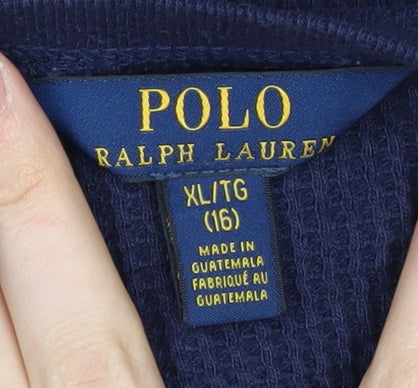 POLO
RALPH LAUREN
XL/TG
(16)
MADE IN
GUATEMALA
FABRIQUÉ AU
GUATEMALA